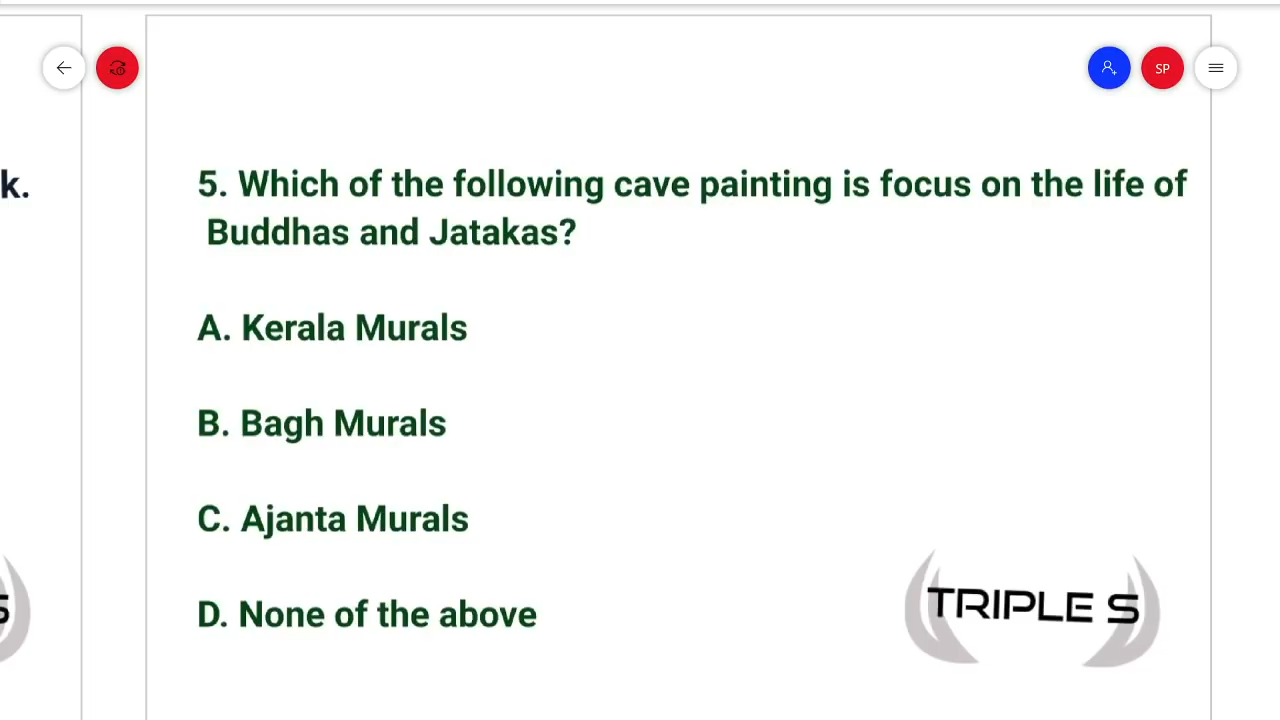 SP
k.
5. Which of the following cave painting is focus on the life of
Buddhas and Jatakas?
A. Kerala Murals
B. Bagh Murals
C. Ajanta Murals
D. None of the above
S
TRIPLE S